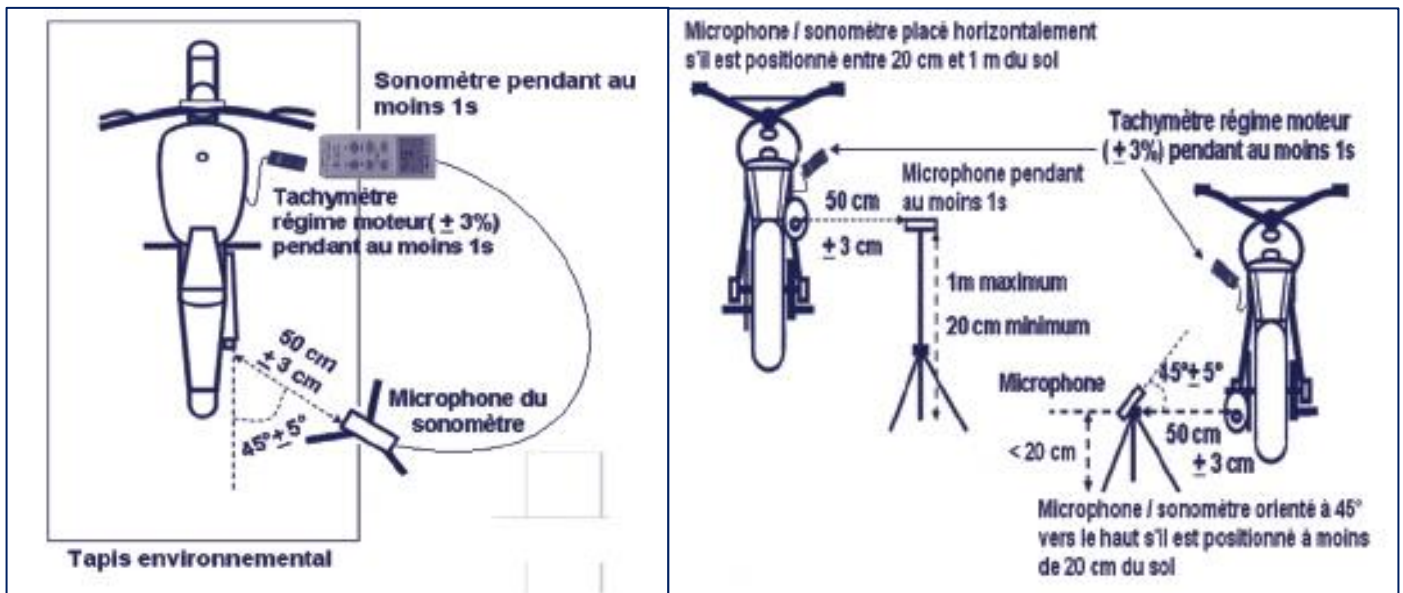 Sonomètre pendant au
moins 1s
Tachymètre
régime moteur( ± 3%)
pendant au moins 1s
50 cm
± 3 cm
45°± 5°
Microphone du
sonomètre
Tapis environnemental
Microphone / sonomètre placé horizontalement
s'il est positionné entre 20 cm et 1 m du sol
Tachymètre régime moteur
( ± 3%) pendant au moins 1s
Microphone pendant
au moins 1s
50 cm
± 3 cm
1m maximum
20 cm minimum
Microphone
45°± 5°
< 20 cm
50 cm
± 3 cm
Microphone / sonomètre orienté à 45°
vers le haut s'il est positionné à moins
de 20 cm du sol